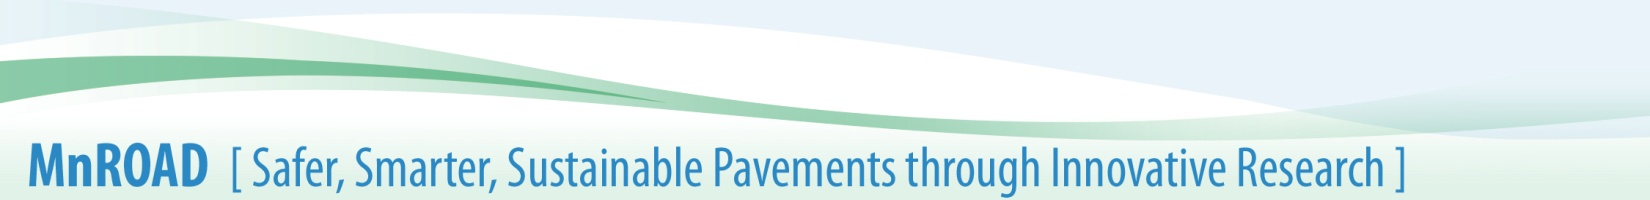 MnROAD [ Safer, Smarter, Sustainable Pavements through Innovative Research ]